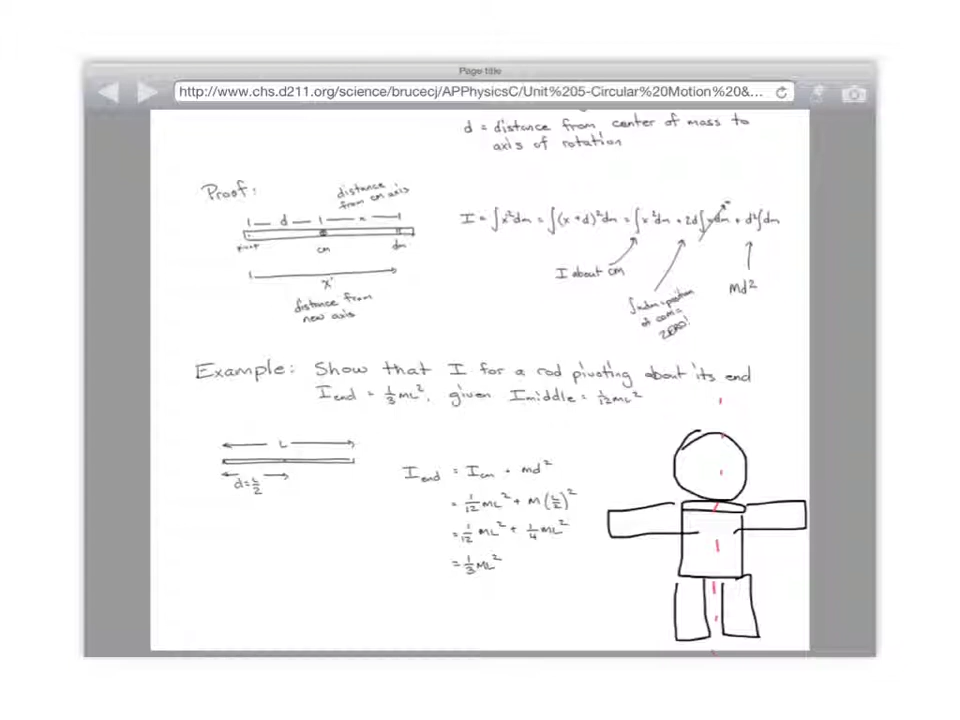 Page title
http://www.chs.d211.org/science/brucecj/APPhysicsC/Unit%205-Circular%20Motion%20&...
d = distance from center of mass to
axis of rotation
Proof:
distance
from cm axis
d x
pivot cm dm
x'
distance from
new axis
I = ∫x'²dm = ∫(x + d)²dm = ∫x²dm + 2d∫xdm + d²∫dm
I about cm
md²
∫xdm = position
of com =
ZERO!
Example: Show that I for a rod pivoting about its end
I end = 1/3 ML², given I middle = 1/12 ML²
L
d = L/2
I end = I cm + md²
= 1/12 ML² + M(L/2)²
= 1/12 ML² + 1/4 ML²
= 1/3 ML²